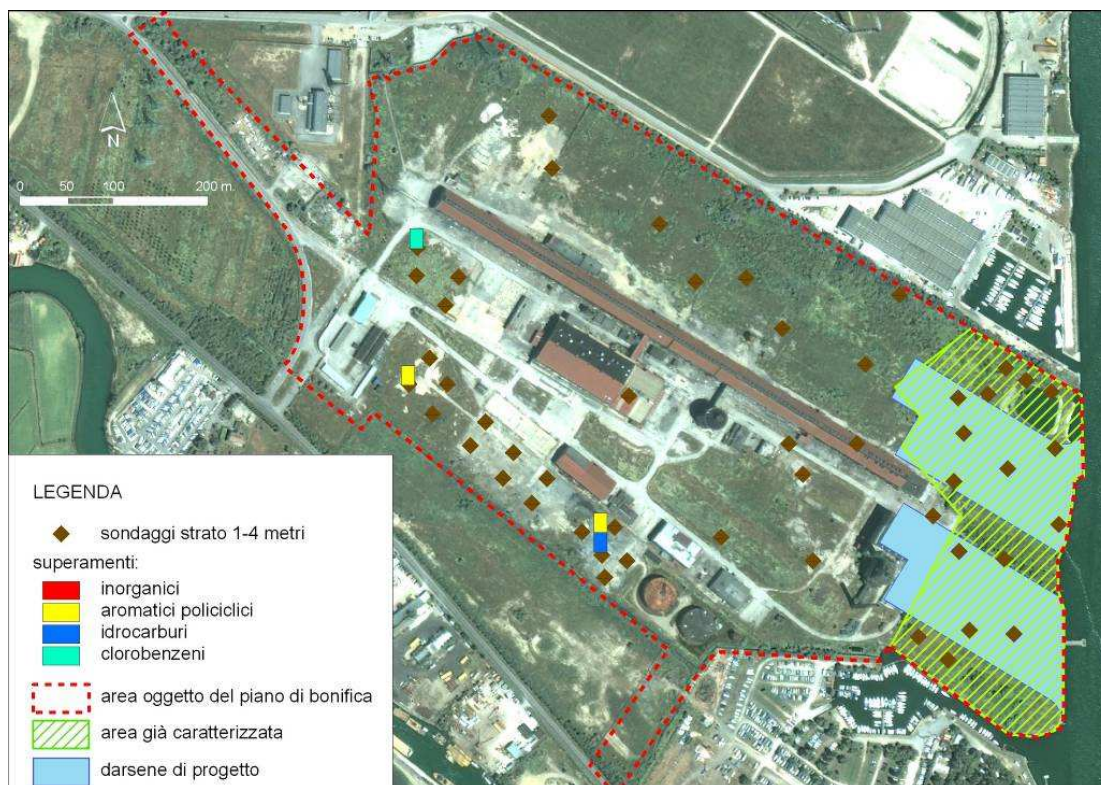 N
0 50 100 200 m.
LEGENDA
sondaggi strato 1-4 metri
superamenti:
inorganici
aromatici policiclici
idrocarburi
clorobenzeni
area oggetto del piano di bonifica
area già caratterizzata
darsene di progetto